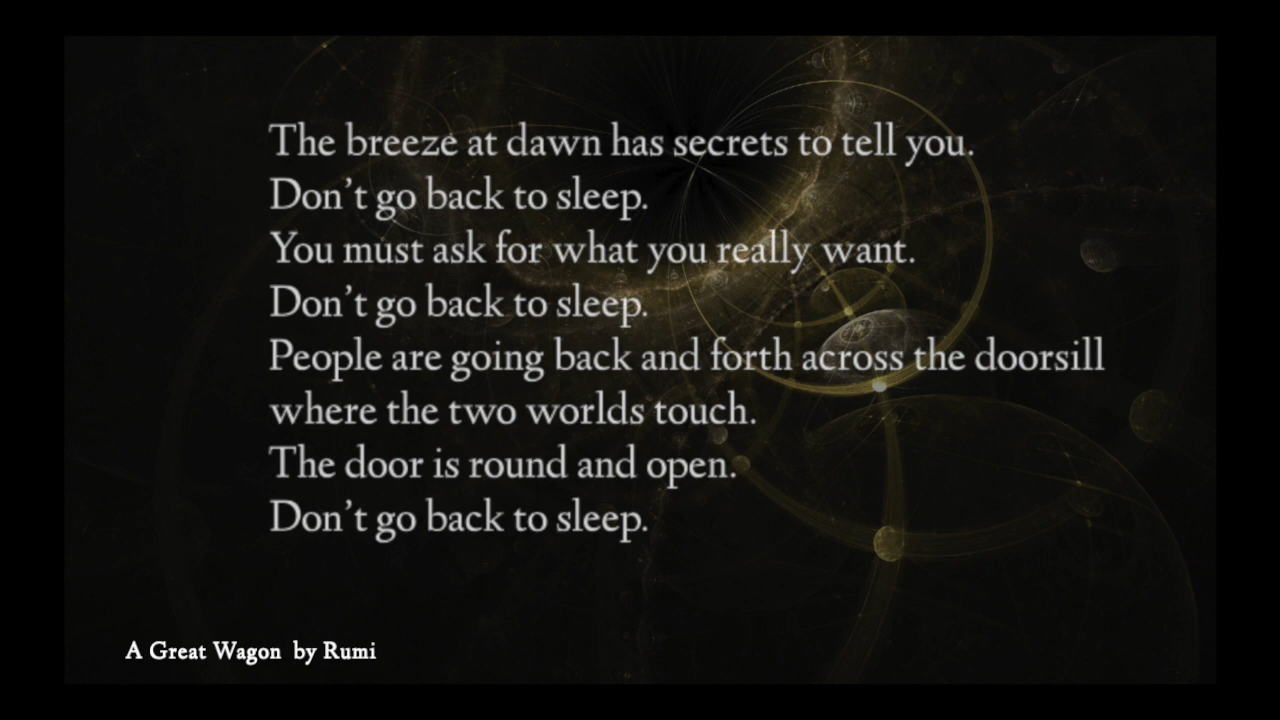 The breeze at dawn has secrets to tell you.
Don’t go back to sleep.
You must ask for what you really want.
Don’t go back to sleep.
People are going back and forth across the doorsill
where the two worlds touch.
The door is round and open.
Don’t go back to sleep.
A Great Wagon by Rumi